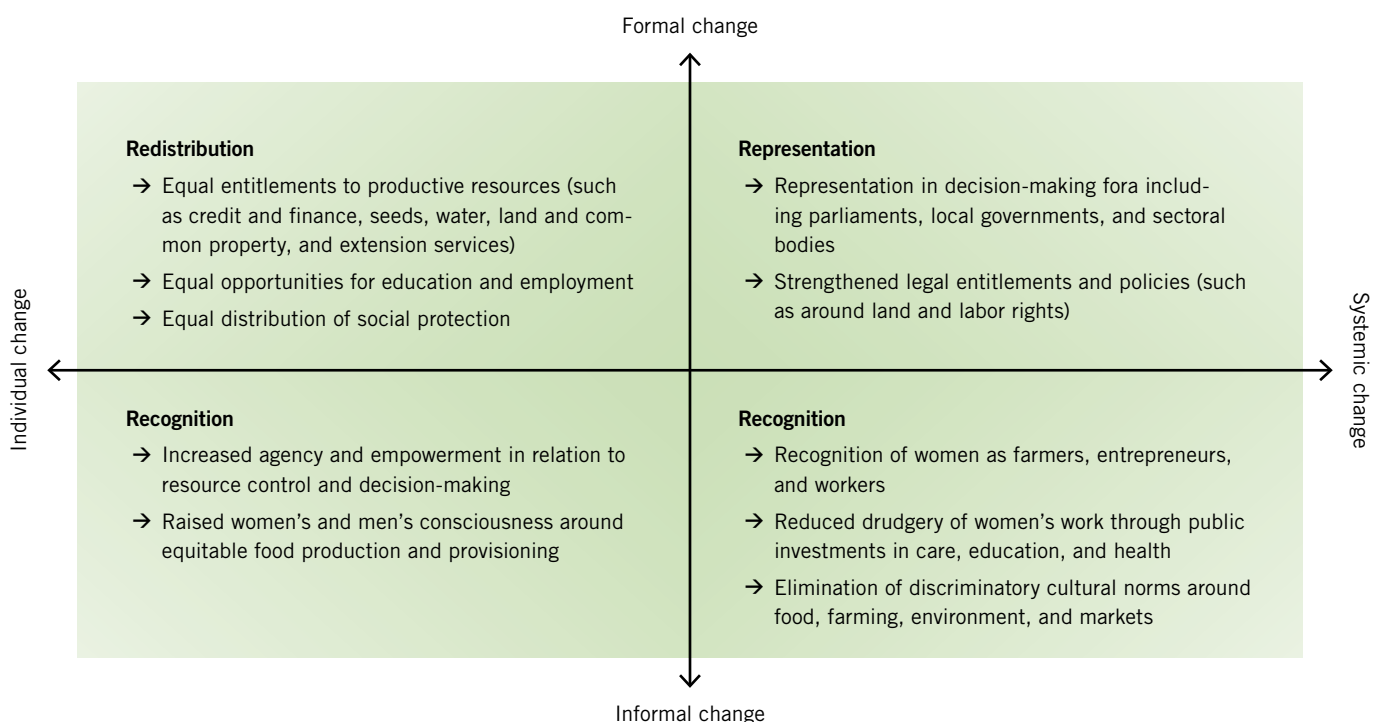 Formal change
Redistribution
→ Equal entitlements to productive resources (such
as credit and finance, seeds, water, land and com-
mon property, and extension services)
→ Equal opportunities for education and employment
→ Equal distribution of social protection
Representation
→ Representation in decision-making fora includ-
ing parliaments, local governments, and sectoral
bodies
→ Strengthened legal entitlements and policies (such
as around land and labor rights)
Individual change
Systemic change
Recognition
→ Increased agency and empowerment in relation to
resource control and decision-making
→ Raised women’s and men’s consciousness around
equitable food production and provisioning
Recognition
→ Recognition of women as farmers, entrepreneurs,
and workers
→ Reduced drudgery of women’s work through public
investments in care, education, and health
→ Elimination of discriminatory cultural norms around
food, farming, environment, and markets
Informal change